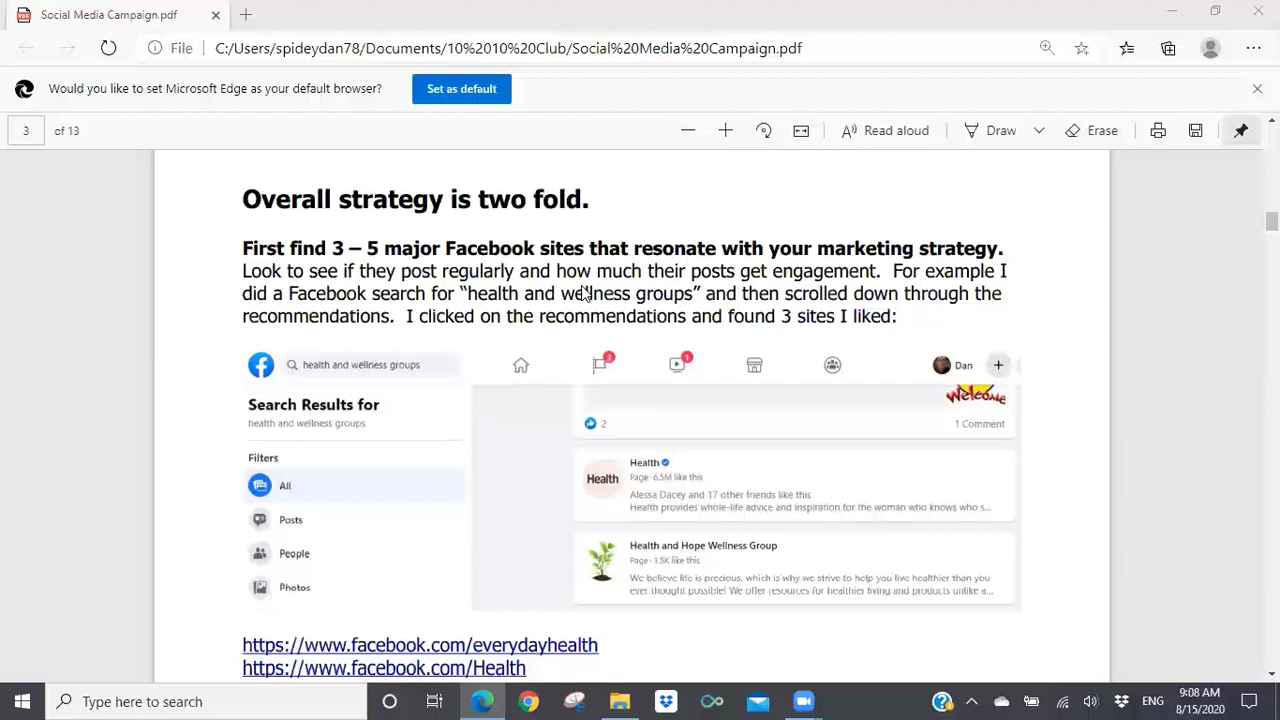 Social Media Campaign.pdf
File
C:/Users/spideydan78/Documents/10%2010%20Club/Social%20Media%20Campaign.pdf
Would you like to set Microsoft Edge as your default browser?
Set as default
3
of 13
Read aloud
Draw
Erase
Overall strategy is two fold.
First find 3 – 5 major Facebook sites that resonate with your marketing strategy.
Look to see if they post regularly and how much their posts get engagement. For example I
did a Facebook search for “health and wellness groups” and then scrolled down through the
recommendations. I clicked on the recommendations and found 3 sites I liked:
health and wellness groups
3
1
Dan
Search Results for
health and wellness groups
Filters
All
Posts
People
Photos
Welcome
2
1 Comment
Health
Health
Page · 6.5M like this
Alessa Dacey and 17 other friends like this
Health provides whole-life advice and inspiration for the woman who knows who s...
Health and Hope Wellness Group
Page · 1.5K like this
We believe life is precious, which is why we strive to help you live healthier than you
ever thought possible! We offer resources for healthier living and products unlike a...
https://www.facebook.com/everydayhealth
https://www.facebook.com/Health
Type here to search
ENG
9:08 AM
8/15/2020